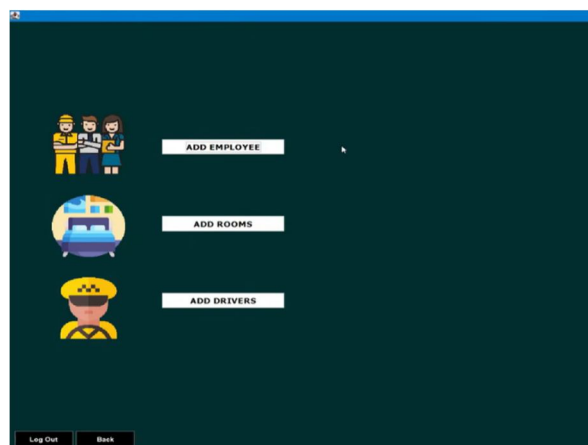 ADD EMPLOYEE
ADD ROOMS
ADD DRIVERS
Log Out Back